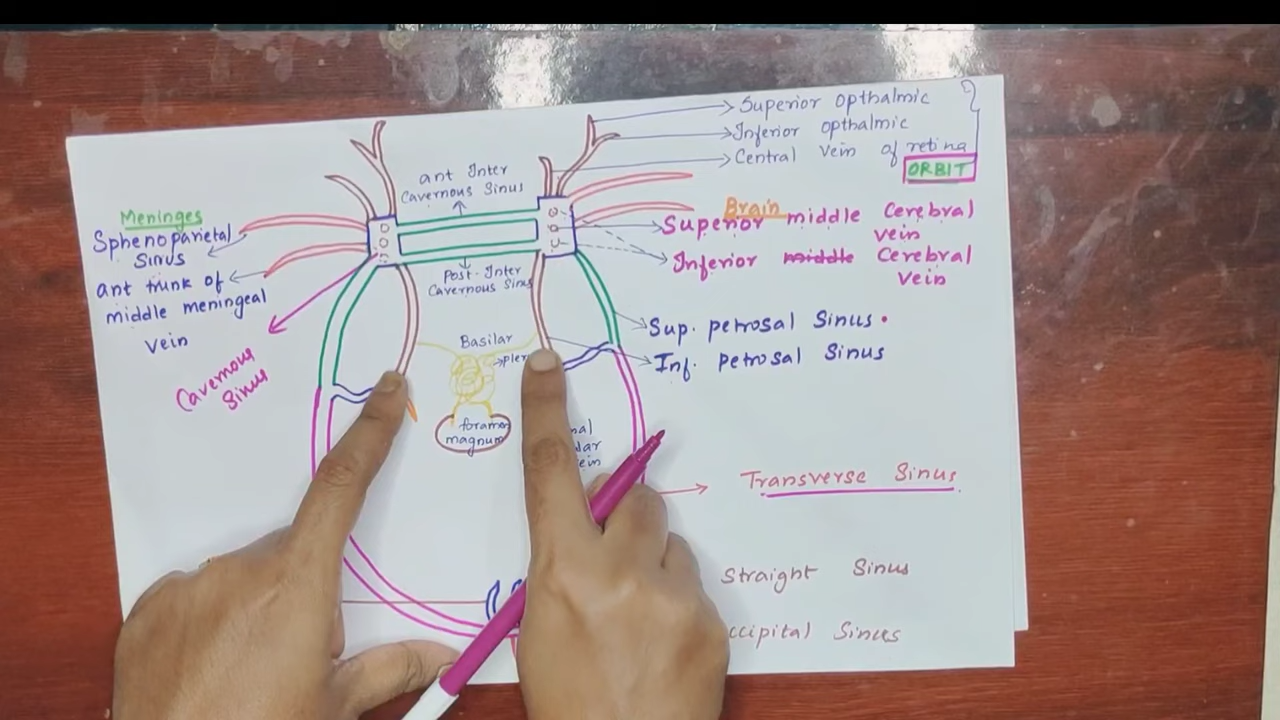 Superior opthalmic
Inferior opthalmic
Central vein of retina
ORBIT
ant Inter
Cavernous Sinus
Meninges
Sphenoparietal
Sinus
ant trunk of
middle meningeal
vein
Cavernous
Sinus
Post. Inter
Cavernous Sinus
Brain
Superior middle Cerebral
vein
Inferior middle Cerebral
Vein
Sup. petrosal Sinus
Inf. petrosal Sinus
Basilar
foramen
magnum
Transverse Sinus
Straight Sinus
ccipital Sinus